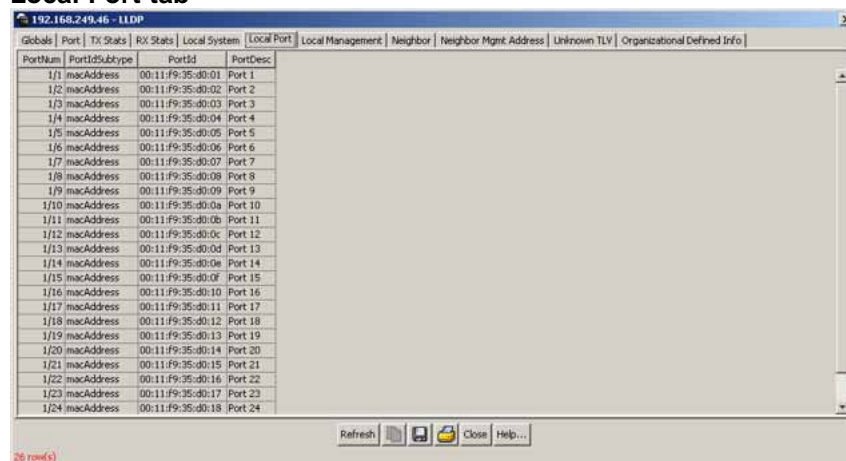 Local Port tab
192.168.249.46 - LLDP
Globals Port TX Stats RX Stats Local System Local Port Local Management Neighbor Neighbor Mgmt Address Unknown TLV Organizational Defined Info
PortNum PortIdSubtype PortId PortDesc
1/1 macAddress 00:11:f9:35:d0:01 Port 1
1/2 macAddress 00:11:f9:35:d0:02 Port 2
1/3 macAddress 00:11:f9:35:d0:03 Port 3
1/4 macAddress 00:11:f9:35:d0:04 Port 4
1/5 macAddress 00:11:f9:35:d0:05 Port 5
1/6 macAddress 00:11:f9:35:d0:06 Port 6
1/7 macAddress 00:11:f9:35:d0:07 Port 7
1/8 macAddress 00:11:f9:35:d0:08 Port 8
1/9 macAddress 00:11:f9:35:d0:09 Port 9
1/10 macAddress 00:11:f9:35:d0:0a Port 10
1/11 macAddress 00:11:f9:35:d0:0b Port 11
1/12 macAddress 00:11:f9:35:d0:0c Port 12
1/13 macAddress 00:11:f9:35:d0:0d Port 13
1/14 macAddress 00:11:f9:35:d0:0e Port 14
1/15 macAddress 00:11:f9:35:d0:0f Port 15
1/16 macAddress 00:11:f9:35:d0:10 Port 16
1/17 macAddress 00:11:f9:35:d0:11 Port 17
1/18 macAddress 00:11:f9:35:d0:12 Port 18
1/19 macAddress 00:11:f9:35:d0:13 Port 19
1/20 macAddress 00:11:f9:35:d0:14 Port 20
1/21 macAddress 00:11:f9:35:d0:15 Port 21
1/22 macAddress 00:11:f9:35:d0:16 Port 22
1/23 macAddress 00:11:f9:35:d0:17 Port 23
1/24 macAddress 00:11:f9:35:d0:18 Port 24
Refresh Close Help...
26 row(s)